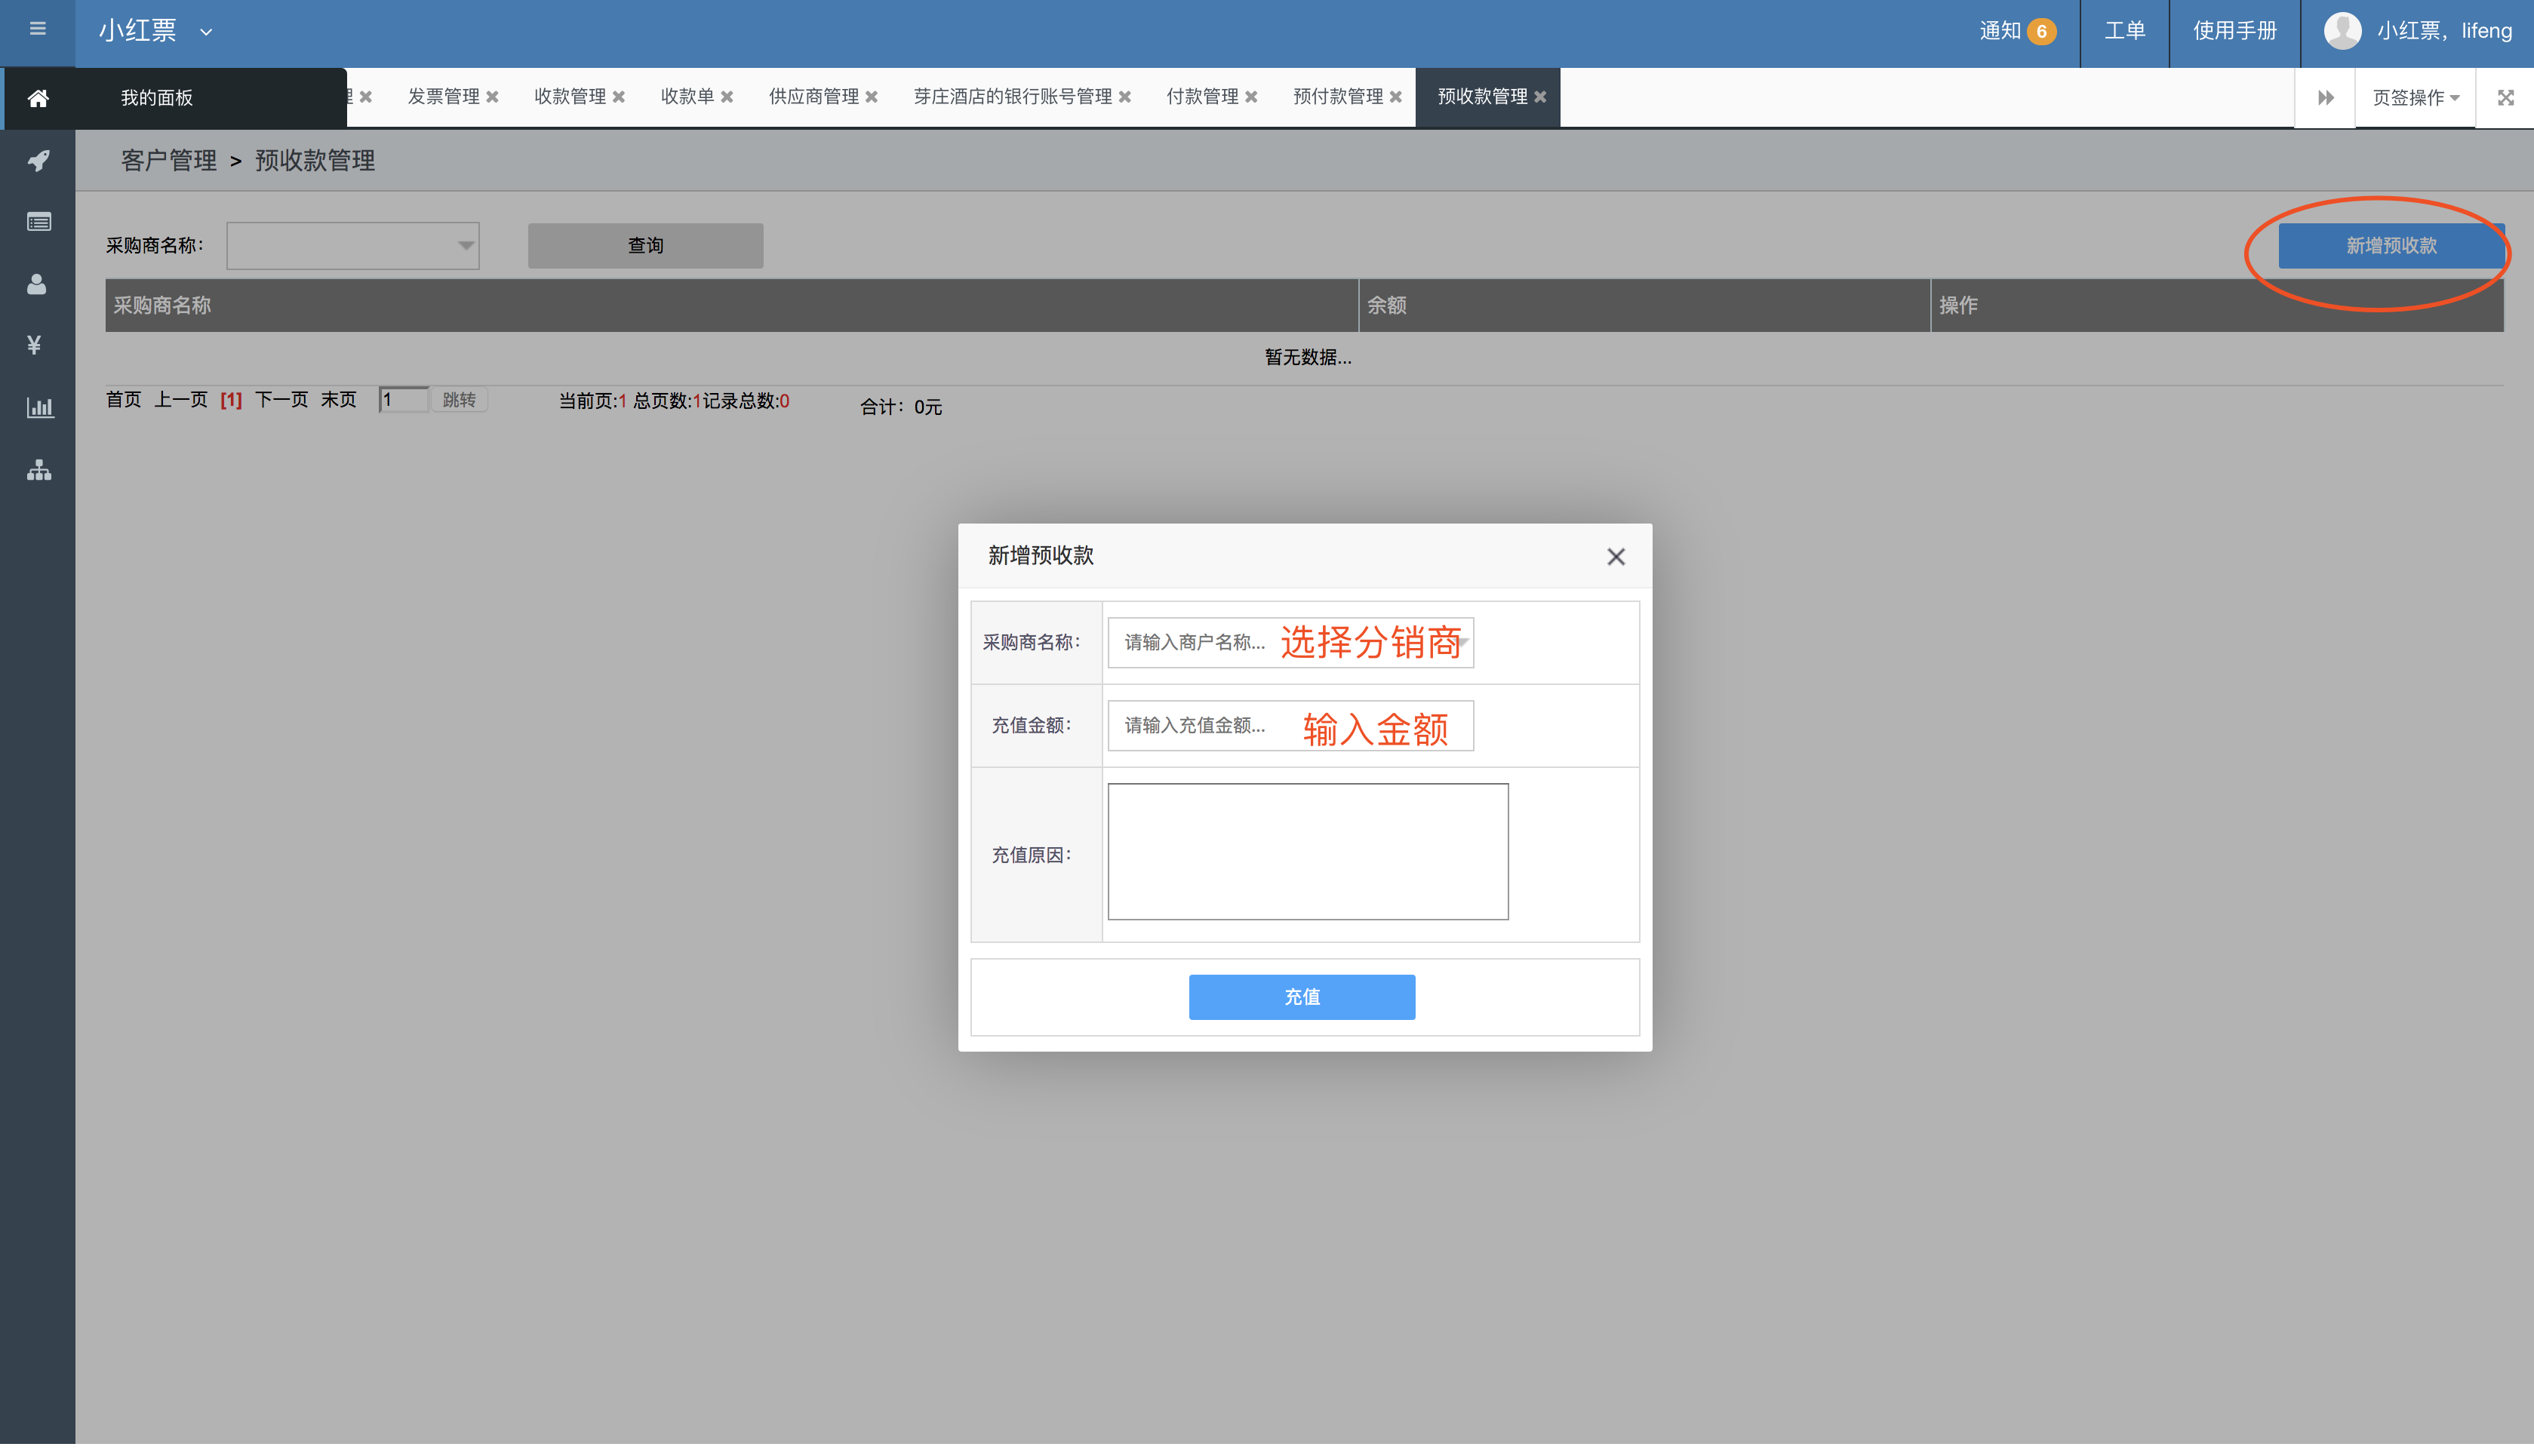 小红票
通知 6 工单 使用手册 小红票，lifeng
我的面板 发票管理 收款管理 收款单 供应商管理 芽庄酒店的银行账号管理 付款管理 预付款管理 预收款管理 页签操作
客户管理 > 预收款管理
采购商名称： 查询 新增预收款
采购商名称 余额 操作
暂无数据...
首页 上一页 [1] 下一页 末页 1 跳转 当前页:1 总页数:1记录总数:0 合计：0元
新增预收款
采购商名称： 请输入商户名称... 选择分销商
充值金额： 请输入充值金额... 输入金额
充值原因：
充值